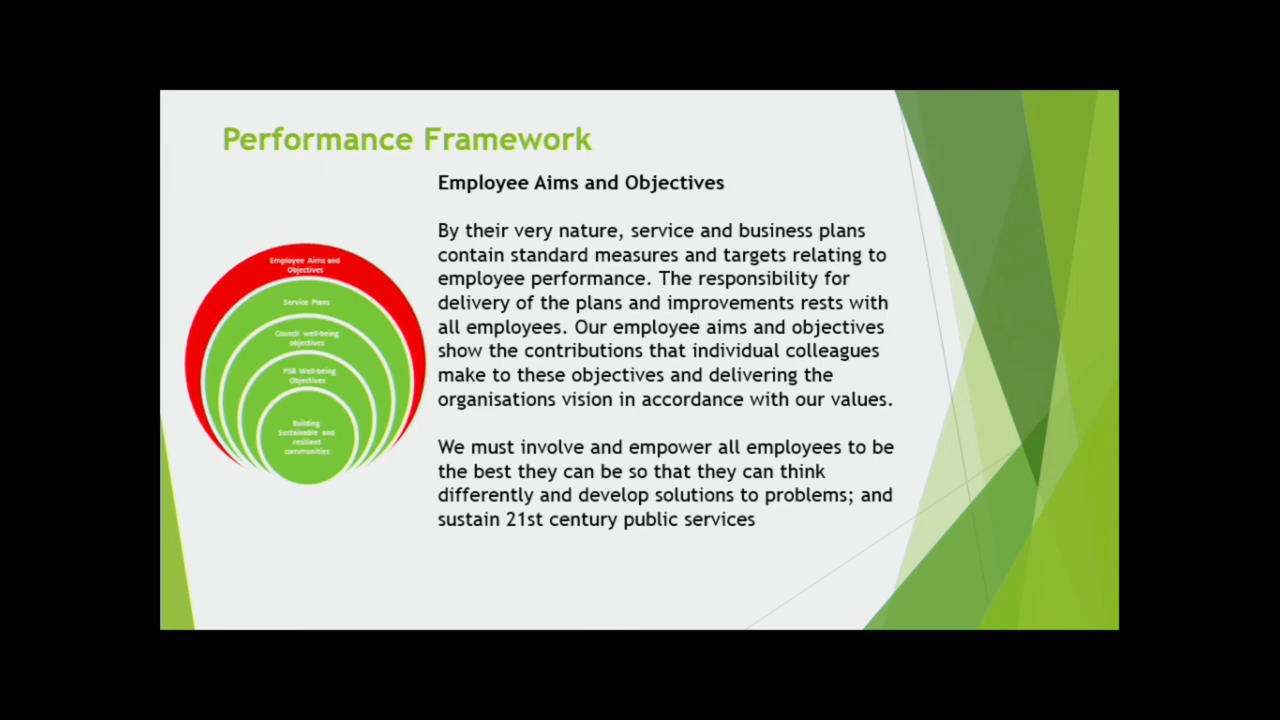 Performance Framework
Employee Aims and Objectives
By their very nature, service and business plans
contain standard measures and targets relating to
employee performance. The responsibility for
delivery of the plans and improvements rests with
all employees. Our employee aims and objectives
show the contributions that individual colleagues
make to these objectives and delivering the
organisations vision in accordance with our values.
We must involve and empower all employees to be
the best they can be so that they can think
differently and develop solutions to problems; and
sustain 21st century public services
Employee Aims and
Objectives
Service Plans
Council well-being
objectives
PSB Well-being
Objectives
Building
Sustainable and
resilient
communities